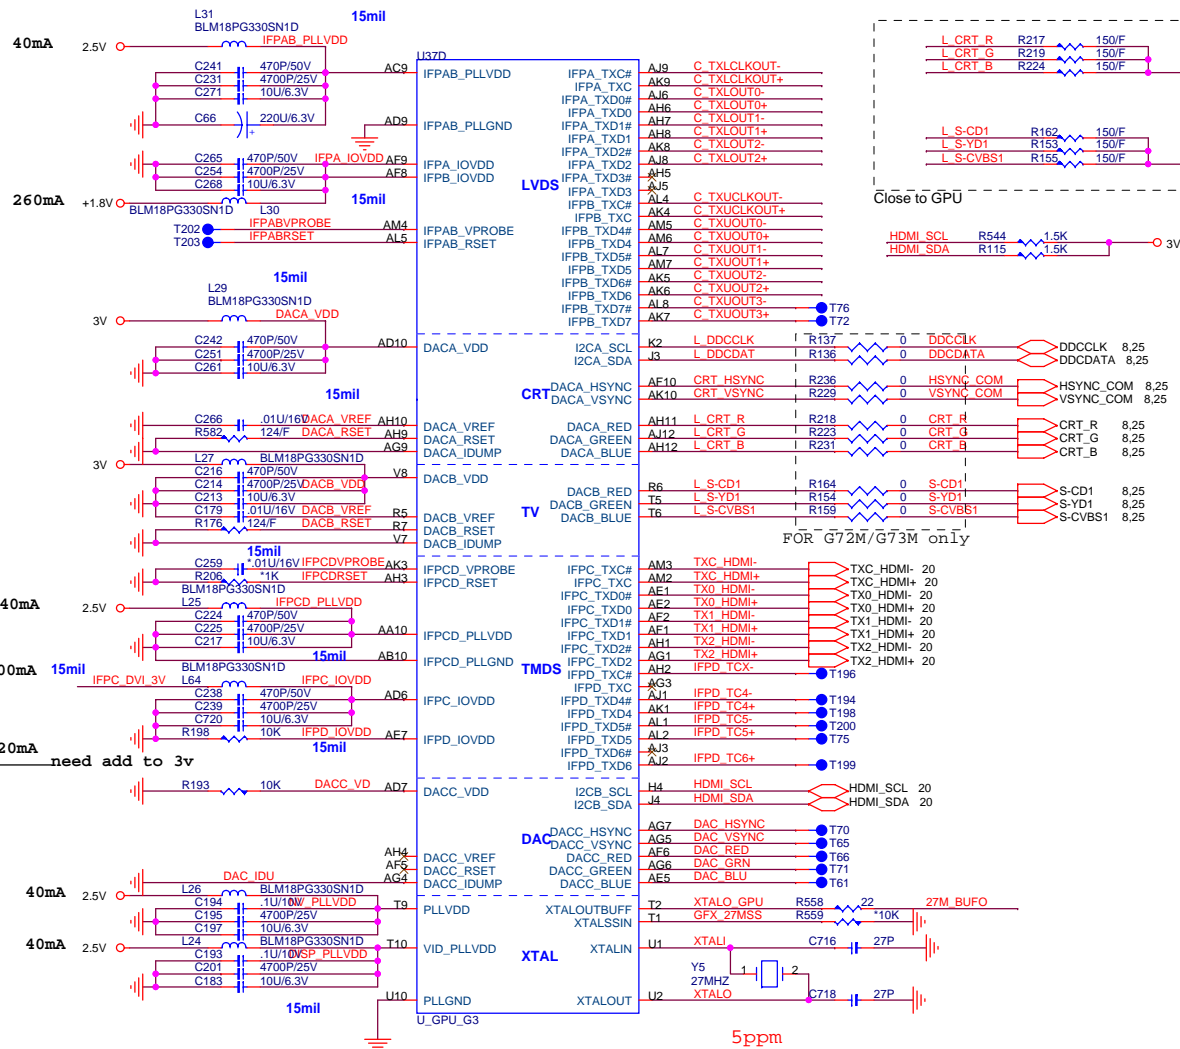 L31
BLM18PG330SN1D
15mil
40mA 2.5V IFPAB_PLLVDD
C241 470P/50V
C231 4700P/25V
C271 10U/6.3V
C66 220U/6.3V
+
C265 470P/50V IFPA_IOVDD
C254 4700P/25V
C268 10U/6.3V
260mA +1.8V
BLM18PG330SN1D L30
15mil
T202 IFPABVPROBE
T203 IFPABRSET
15mil
L29
BLM18PG330SN1D
3V DACA_VDD
C242 470P/50V
C251 4700P/25V
C261 10U/6.3V
15mil
C266 .01U/16V DACA_VREF
R582 124/F DACA_RSET
L27 BLM18PG330SN1D
3V
C216 470P/50V
C214 4700P/25V DACB_VDD
C213 10U/6.3V
C179 .01U/16V DACB_VREF
R176 124/F DACB_RSET
15mil
C259 *.01U/16V IFPCDVPROBE
R206 *1K IFPCDRSET
BLM18PG330SN1D
40mA 2.5V L25 IFPCD_PLLVDD
C224 470P/50V
C225 4700P/25V
C217 10U/6.3V
15mil
00mA 15mil
BLM18PG330SN1D
IFPC_DVI_3V L64 IFPC_IOVDD
C238 470P/50V
C239 4700P/25V
C720 10U/6.3V
R198 10K IFPD_IOVDD
20mA 15mil
need add to 3v
R193 10K DACC_VD
DAC_IDU
40mA 2.5V L26 BLM18PG330SN1D
C194 .1U/10V NV_PLLVDD
C195 4700P/25V
C197 10U/6.3V
40mA 2.5V L24 BLM18PG330SN1D
C193 .1U/10V DISP_PLLVDD
C201 4700P/25V
C183 10U/6.3V
15mil
U37D
AC9 IFPAB_PLLVDD
AD9 IFPAB_PLLGND
AF9 IFPA_IOVDD
AF8 IFPB_IOVDD
AM4 IFPAB_VPROBE
AL5 IFPAB_RSET
AD10 DACA_VDD
AH10 DACA_VREF
AH9 DACA_RSET
AG9 DACA_IDUMP
V8 DACB_VDD
R5 DACB_VREF
R7 DACB_RSET
V7 DACB_IDUMP
AK3 IFPCD_VPROBE
AH3 IFPCD_RSET
AA10 IFPCD_PLLVDD
AB10 IFPCD_PLLGND
AD6 IFPC_IOVDD
AE7 IFPD_IOVDD
AD7 DACC_VDD
AH4 DACC_VREF
AF5 DACC_RSET
AG4 DACC_IDUMP
T9 PLLVDD
T10 VID_PLLVDD
U10 PLLGND
U_GPU_G3
LVDS
CRT
TV
TMDS
DAC
XTAL
IFPA_TXC# AJ9 C_TXLCLKOUT-
IFPA_TXC AK9 C_TXLCLKOUT+
IFPA_TXD0# AJ6 C_TXLOUT0-
IFPA_TXD0 AH6 C_TXLOUT0+
IFPA_TXD1# AH7 C_TXLOUT1-
IFPA_TXD1 AH8 C_TXLOUT1+
IFPA_TXD2# AK8 C_TXLOUT2-
IFPA_TXD2 AJ8 C_TXLOUT2+
IFPA_TXD3# AH5
IFPA_TXD3 AJ5
IFPB_TXC# AL4 C_TXUCLKOUT-
IFPB_TXC AK4 C_TXUCLKOUT+
IFPB_TXD4# AM5 C_TXUOUT0-
IFPB_TXD4 AM6 C_TXUOUT0+
IFPB_TXD5# AL7 C_TXUOUT1-
IFPB_TXD5 AM7 C_TXUOUT1+
IFPB_TXD6# AK5 C_TXUOUT2-
IFPB_TXD6 AK6 C_TXUOUT2+
IFPB_TXD7# AL8 C_TXUOUT3- T76
IFPB_TXD7 AK7 C_TXUOUT3+ T72
I2CA_SCL K2 L_DDCCLK R137 0 DDCCLK DDCCLK 8,25
I2CA_SDA J3 L_DDCDAT R136 0 DDCDATA DDCDATA 8,25
DACA_HSYNC AF10 CRT_HSYNC R236 0 HSYNC_COM HSYNC_COM 8,25
DACA_VSYNC AK10 CRT_VSYNC R229 0 VSYNC_COM VSYNC_COM 8,25
DACA_RED AH11 L_CRT_R R218 0 CRT_R CRT_R 8,25
DACA_GREEN AJ12 L_CRT_G R223 0 CRT_G CRT_G 8,25
DACA_BLUE AH12 L_CRT_B R231 0 CRT_B CRT_B 8,25
DACB_RED R6 L_S-CD1 R164 0 S-CD1 S-CD1 8,25
DACB_GREEN T5 L_S-YD1 R154 0 S-YD1 S-YD1 8,25
DACB_BLUE T6 L_S-CVBS1 R159 0 S-CVBS1 S-CVBS1 8,25
FOR G72M/G73M only
IFPC_TXC# AM3 TXC_HDMI- TXC_HDMI- 20
IFPC_TXC AM2 TXC_HDMI+ TXC_HDMI+ 20
IFPC_TXD0# AE1 TX0_HDMI- TX0_HDMI- 20
IFPC_TXD0 AE2 TX0_HDMI+ TX0_HDMI+ 20
IFPC_TXD1# AF2 TX1_HDMI- TX1_HDMI- 20
IFPC_TXD1 AF1 TX1_HDMI+ TX1_HDMI+ 20
IFPC_TXD2# AH1 TX2_HDMI- TX2_HDMI- 20
IFPC_TXD2 AG1 TX2_HDMI+ TX2_HDMI+ 20
IFPD_TXC# AH2 IFPD_TCX- T196
IFPD_TXC AG3
IFPD_TXD4# AJ1 IFPD_TC4- T194
IFPD_TXD4 AK1 IFPD_TC4+ T198
IFPD_TXD5# AL1 IFPD_TC5- T200
IFPD_TXD5 AL2 IFPD_TC5+ T75
IFPD_TXD6# AJ3
IFPD_TXD6 AJ2 IFPD_TC6+ T199
I2CB_SCL H4 HDMI_SCL HDMI_SCL 20
I2CB_SDA J4 HDMI_SDA HDMI_SDA 20
DACC_HSYNC AG7 DAC_HSYNC T70
DACC_VSYNC AG5 DAC_VSYNC T65
DACC_RED AF6 DAC_RED T66
DACC_GREEN AG6 DAC_GRN T71
DACC_BLUE AE5 DAC_BLU T61
XTALOUTBUFF T2 XTALO_GPU R558 22 27M_BUFO
XTALSSIN T1 GFX_27MSS R559 *10K
XTALIN U1 XTALI C716 27P
Y5 1 2
27MHZ
XTALOUT U2 XTALO C718 27P
5ppm
L_CRT_R R217 150/F
L_CRT_G R219 150/F
L_CRT_B R224 150/F
L_S-CD1 R162 150/F
L_S-YD1 R153 150/F
L_S-CVBS1 R155 150/F
Close to GPU
HDMI_SCL R544 1.5K
HDMI_SDA R115 1.5K
3V